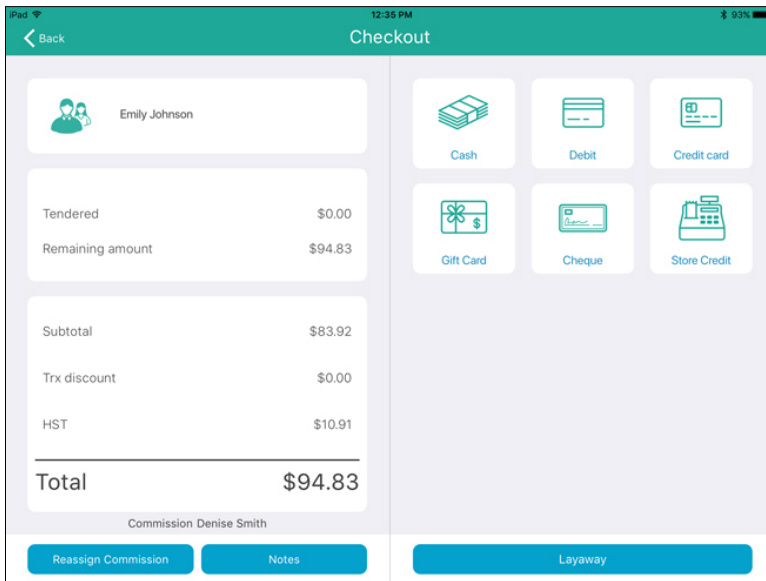 iPad 12:35 PM 93%
Back Checkout
Emily Johnson
Tendered $0.00
Remaining amount $94.83
Subtotal $83.92
Trx discount $0.00
HST $10.91
Total $94.83
Commission Denise Smith
Reassign Commission Notes
Cash Debit Credit card
$
Gift Card Cheque Store Credit
Layaway